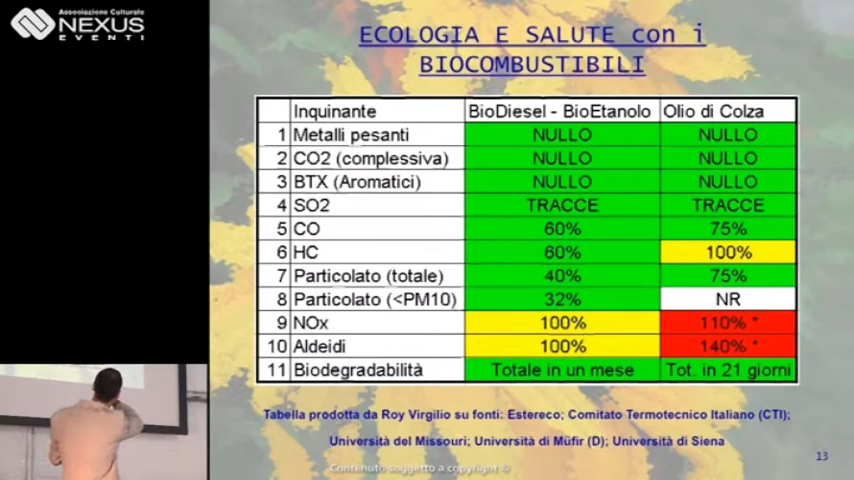 Associazione Culturale
NEXUS
EVENTI
ECOLOGIA E SALUTE con i
BIOCOMBUSTIBILI
Inquinante BioDiesel - BioEtanolo Olio di Colza
1 Metalli pesanti NULLO NULLO
2 CO2 (complessiva) NULLO NULLO
3 BTX (Aromatici) NULLO NULLO
4 SO2 TRACCE TRACCE
5 CO 60% 75%
6 HC 60% 100%
7 Particolato (totale) 40% 75%
8 Particolato (<PM10) 32% NR
9 NOx 100% 110% *
10 Aldeidi 100% 140% *
11 Biodegradabilità Totale in un mese Tot. in 21 giorni
Tabella prodotta da Roy Virgilio su fonti: Estereco; Comitato Termotecnico Italiano (CTI);
Università del Missouri; Università di Müfir (D); Università di Siena
13
Contenuto soggetto a copyright ©